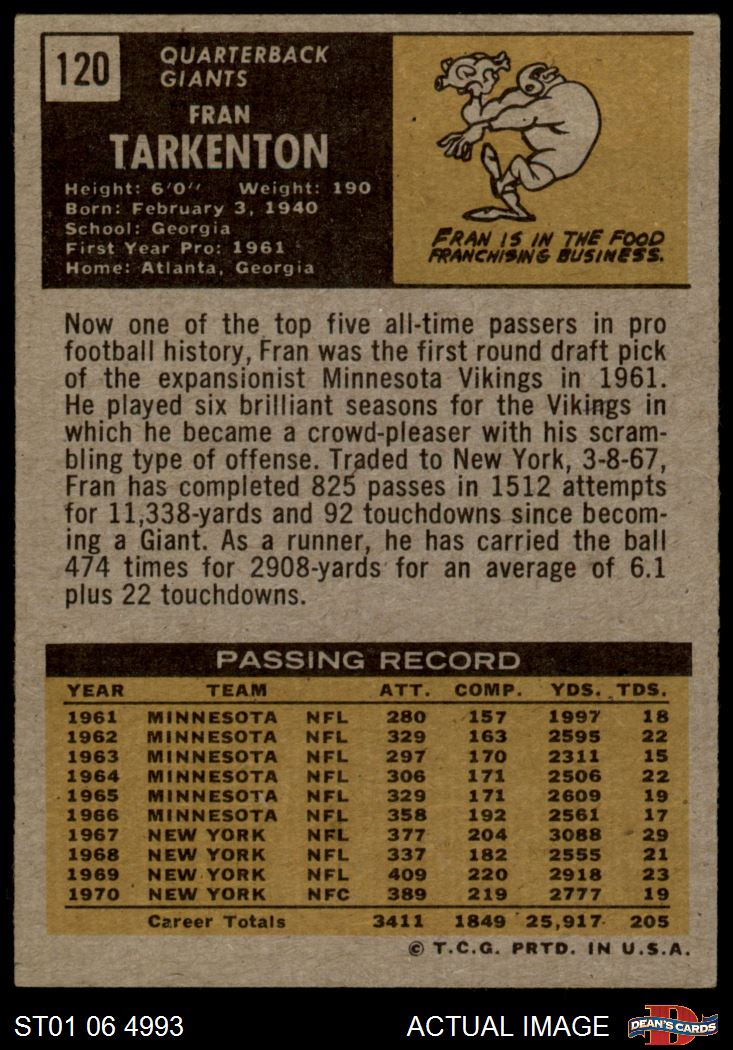 120
QUARTERBACK
GIANTS
FRAN
TARKENTON
Height: 6'0'' Weight: 190
Born: February 3, 1940
School: Georgia
First Year Pro: 1961
Home: Atlanta, Georgia
FRAN IS IN THE FOOD
FRANCHISING BUSINESS.
Now one of the top five all-time passers in pro
football history, Fran was the first round draft pick
of the expansionist Minnesota Vikings in 1961.
He played six brilliant seasons for the Vikings in
which he became a crowd-pleaser with his scram-
bling type of offense. Traded to New York, 3-8-67,
Fran has completed 825 passes in 1512 attempts
for 11,338-yards and 92 touchdowns since becom-
ing a Giant. As a runner, he has carried the ball
474 times for 2908-yards for an average of 6.1
plus 22 touchdowns.
PASSING RECORD
YEAR TEAM ATT. COMP. YDS. TDS.
1961 MINNESOTA NFL 280 157 1997 18
1962 MINNESOTA NFL 329 163 2595 22
1963 MINNESOTA NFL 297 170 2311 15
1964 MINNESOTA NFL 306 171 2506 22
1965 MINNESOTA NFL 329 171 2609 19
1966 MINNESOTA NFL 358 192 2561 17
1967 NEW YORK NFL 377 204 3088 29
1968 NEW YORK NFL 337 182 2555 21
1969 NEW YORK NFL 409 220 2918 23
1970 NEW YORK NFC 389 219 2777 19
Career Totals 3411 1849 25,917 205
© T.C.G. PRTD. IN U.S.A.
ST01 06 4993 ACTUAL IMAGE DEAN'S CARDS